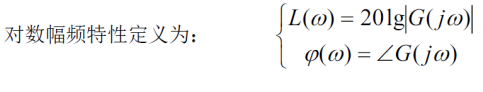 对数幅频特性定义为：
L(ω) = 20lg|G(jω)|
φ(ω) = ∠G(jω)